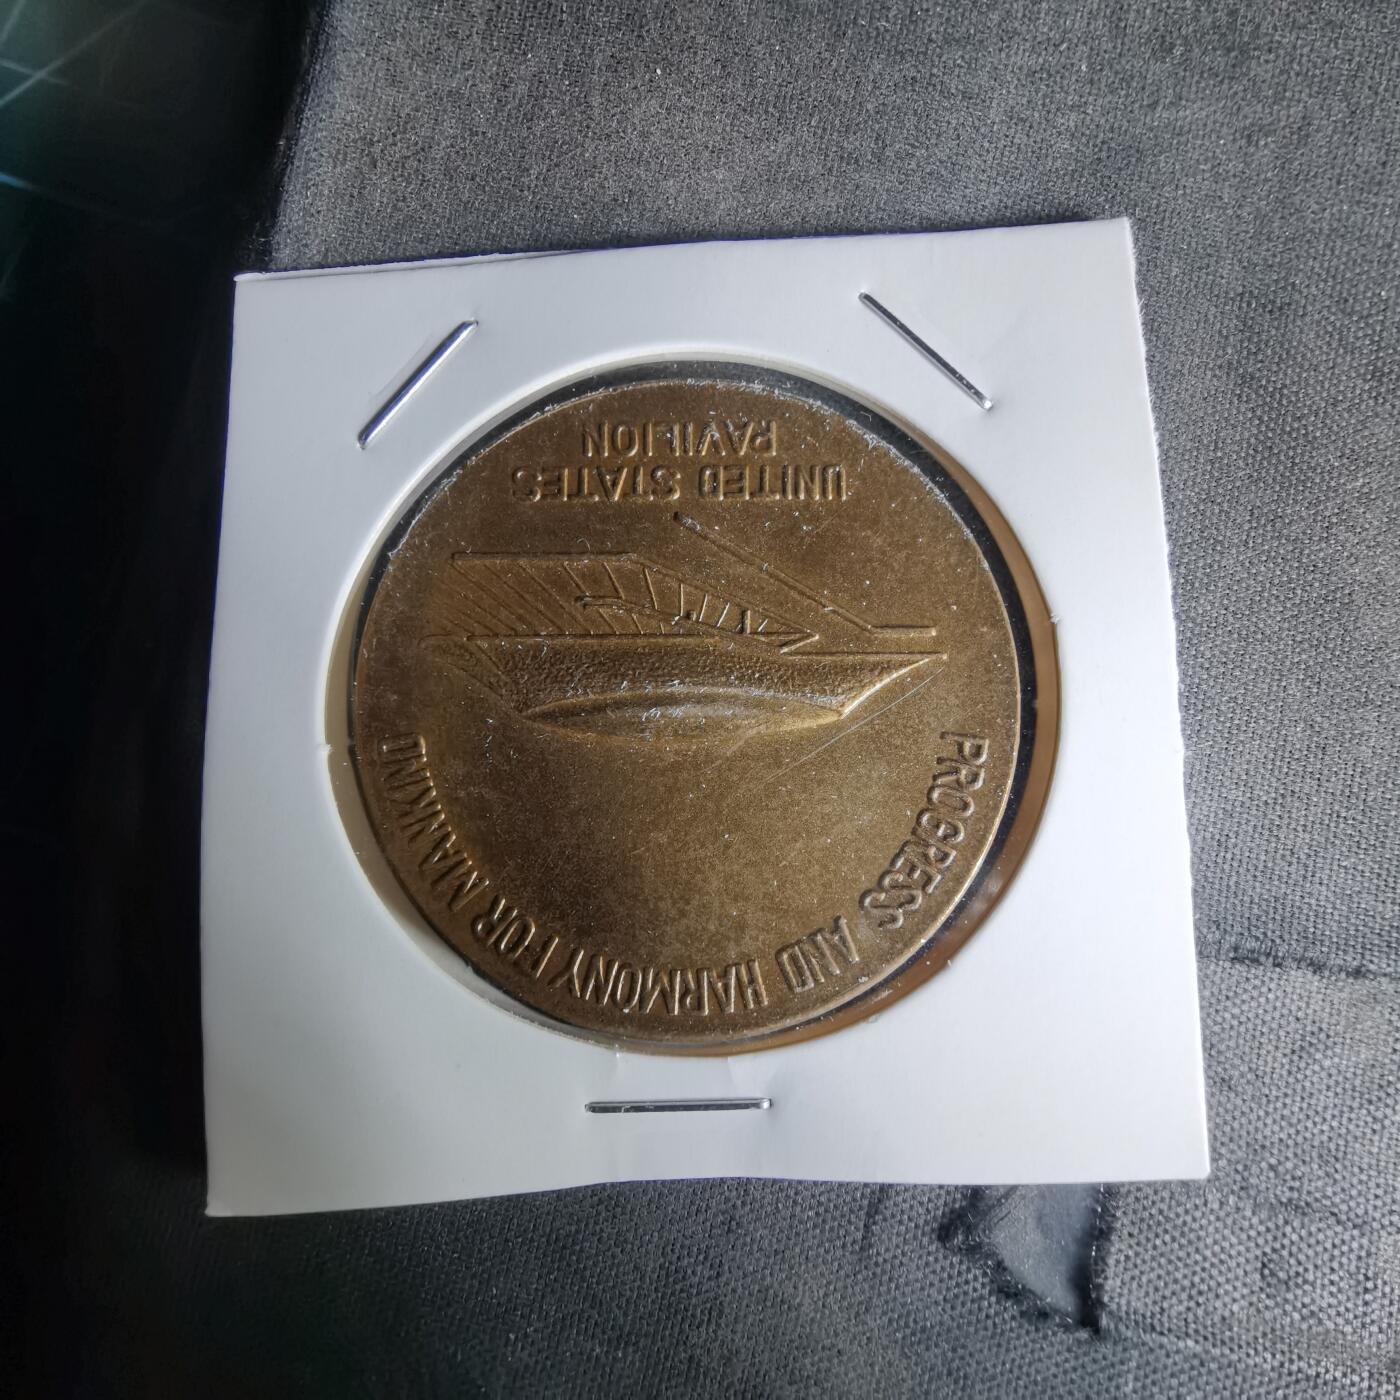 PROGRESS AND HARMONY FOR MANKIND
UNITED STATES
PAVILION